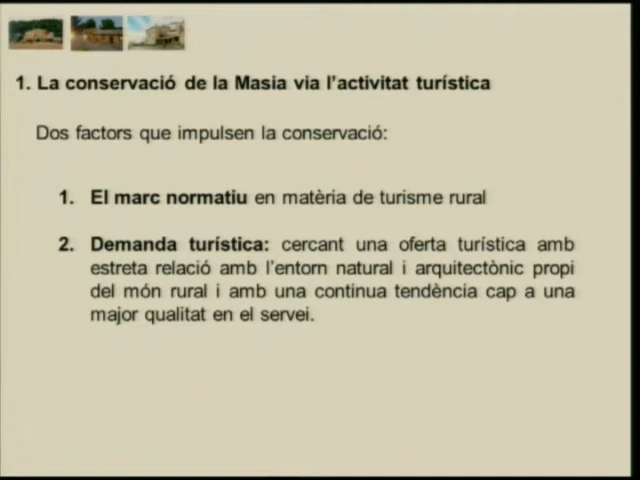 1. La conservació de la Masia via l'activitat turística
Dos factors que impulsen la conservació:
1. El marc normatiu en matèria de turisme rural
2. Demanda turística: cercant una oferta turística amb
estreta relació amb l'entorn natural i arquitectònic propi
del món rural i amb una continua tendència cap a una
major qualitat en el servei.